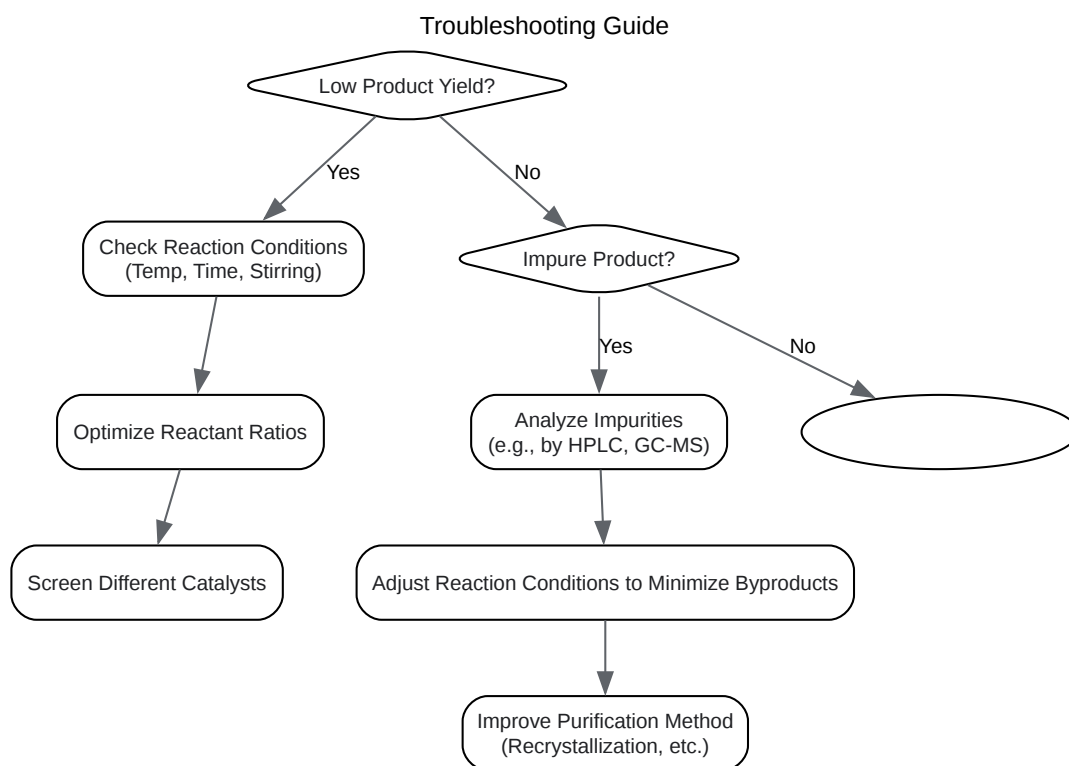 Troubleshooting Guide
Low Product Yield?
Yes
No
Check Reaction Conditions
(Temp, Time, Stirring)
Impure Product?
Yes
No
Optimize Reactant Ratios
Analyze Impurities
(e.g., by HPLC, GC-MS)
Screen Different Catalysts
Adjust Reaction Conditions to Minimize Byproducts
Improve Purification Method
(Recrystallization, etc.)